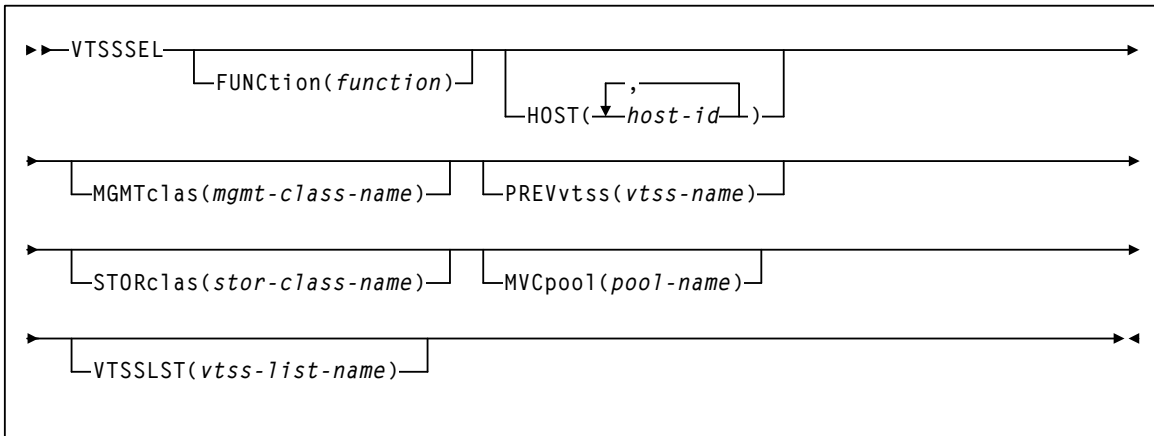 VTSSSEL
FUNCtion(function)
,
HOST( host-id )
MGMTclas(mgmt-class-name)
PREVvtss(vtss-name)
STORclas(stor-class-name)
MVCpool(pool-name)
VTSSLST(vtss-list-name)